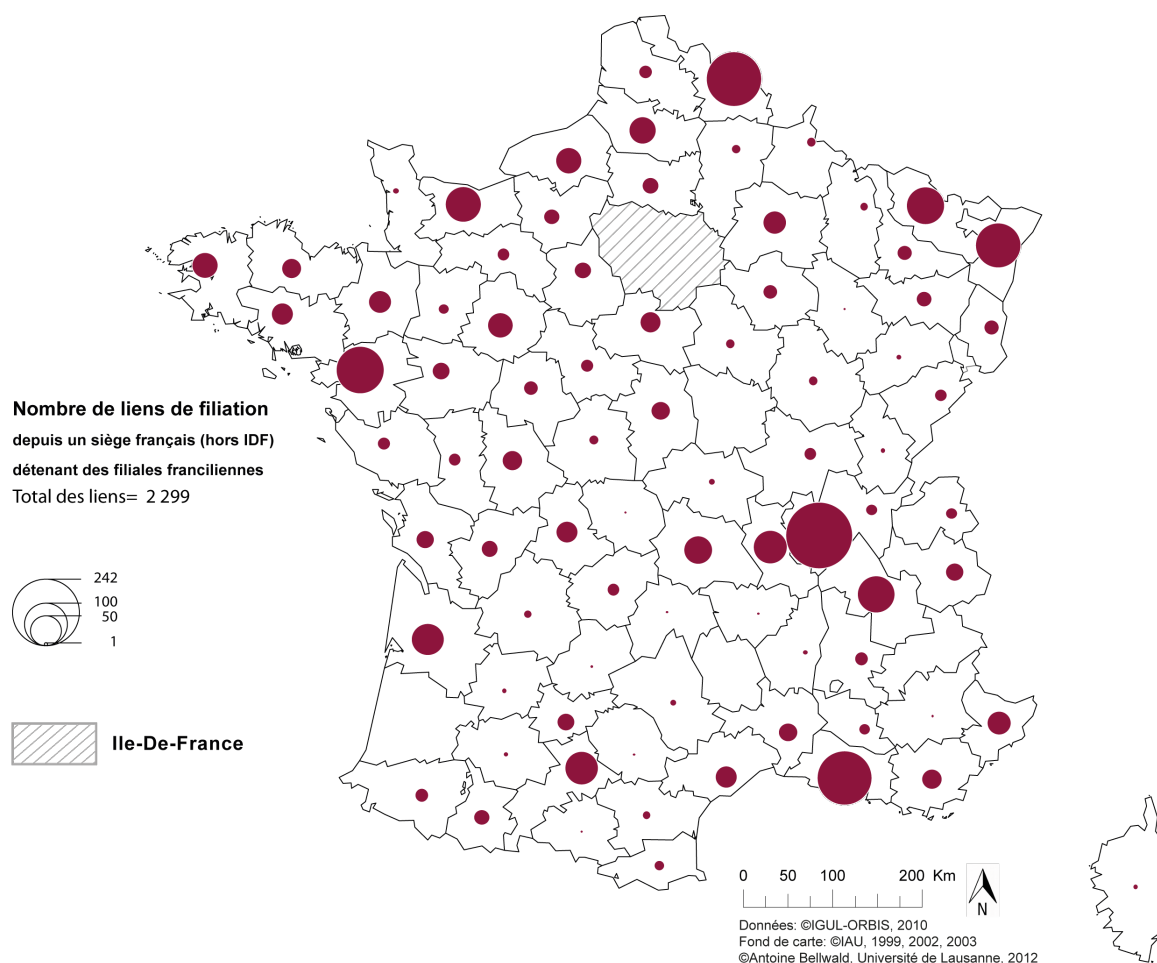 Nombre de liens de filiation
depuis un siège français (hors IDF)
détenant des filiales franciliennes
Total des liens= 2 299
242
100
50
1
Ile-De-France
0 50 100 200 Km
N
Données: ©IGUL-ORBIS, 2010
Fond de carte: ©IAU, 1999, 2002, 2003
©Antoine Bellwald. Université de Lausanne. 2012